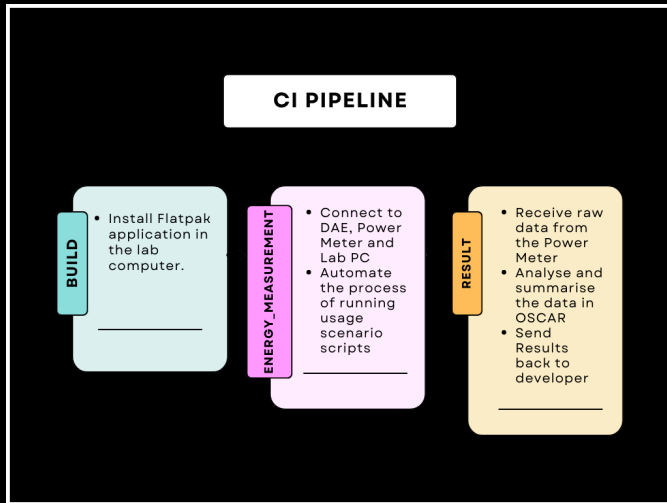 CI PIPELINE
BUILD
• Install Flatpak
application in
the lab
computer.
ENERGY_MEASUREMENT
• Connect to
DAE, Power
Meter and
Lab PC
• Automate
the process
of running
usage
scenario
scripts
RESULT
• Receive raw
data from
the Power
Meter
• Analyse and
summarise
the data in
OSCAR
• Send
Results
back to
developer